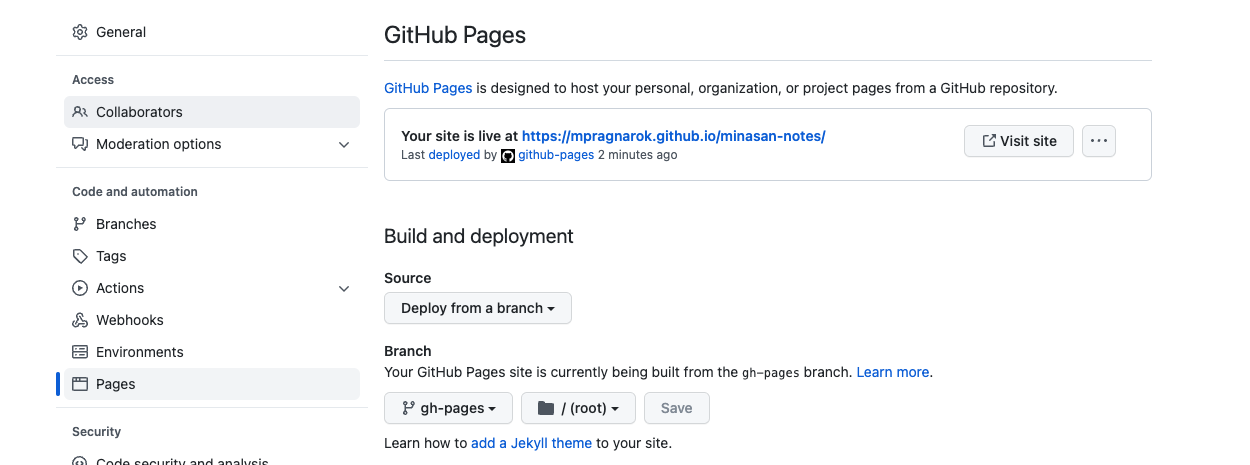 General
Access
Collaborators
Moderation options
Code and automation
Branches
Tags
Actions
Webhooks
Environments
Pages
Security
Code security and analysis
GitHub Pages
GitHub Pages is designed to host your personal, organization, or project pages from a GitHub repository.
Your site is live at https://mpragnarok.github.io/minasan-notes/
Last deployed by github-pages 2 minutes ago
Visit site
Build and deployment
Source
Deploy from a branch
Branch
Your GitHub Pages site is currently being built from the gh-pages branch. Learn more.
gh-pages
/ (root)
Save
Learn how to add a Jekyll theme to your site.